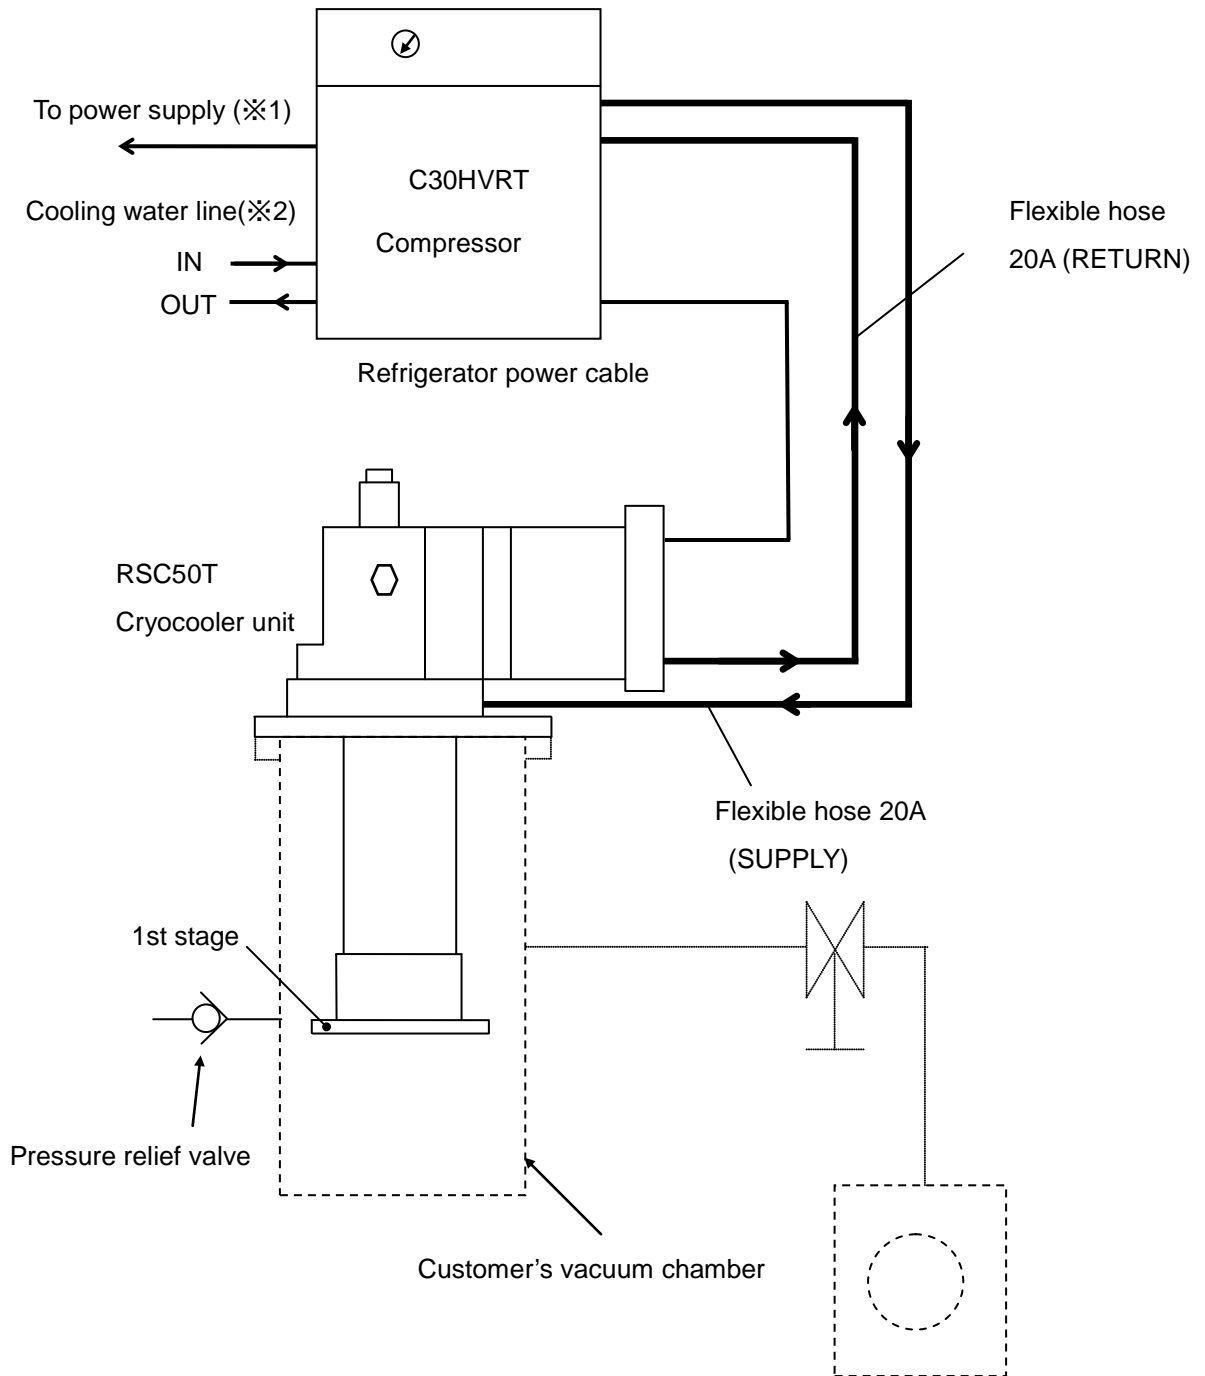 To power supply (※1)
C30HVRT
Cooling water line(※2)
Compressor
IN
OUT
Flexible hose
20A (RETURN)
Refrigerator power cable
RSC50T
Cryocooler unit
Flexible hose 20A
(SUPPLY)
1st stage
Pressure relief valve
Customer’s vacuum chamber